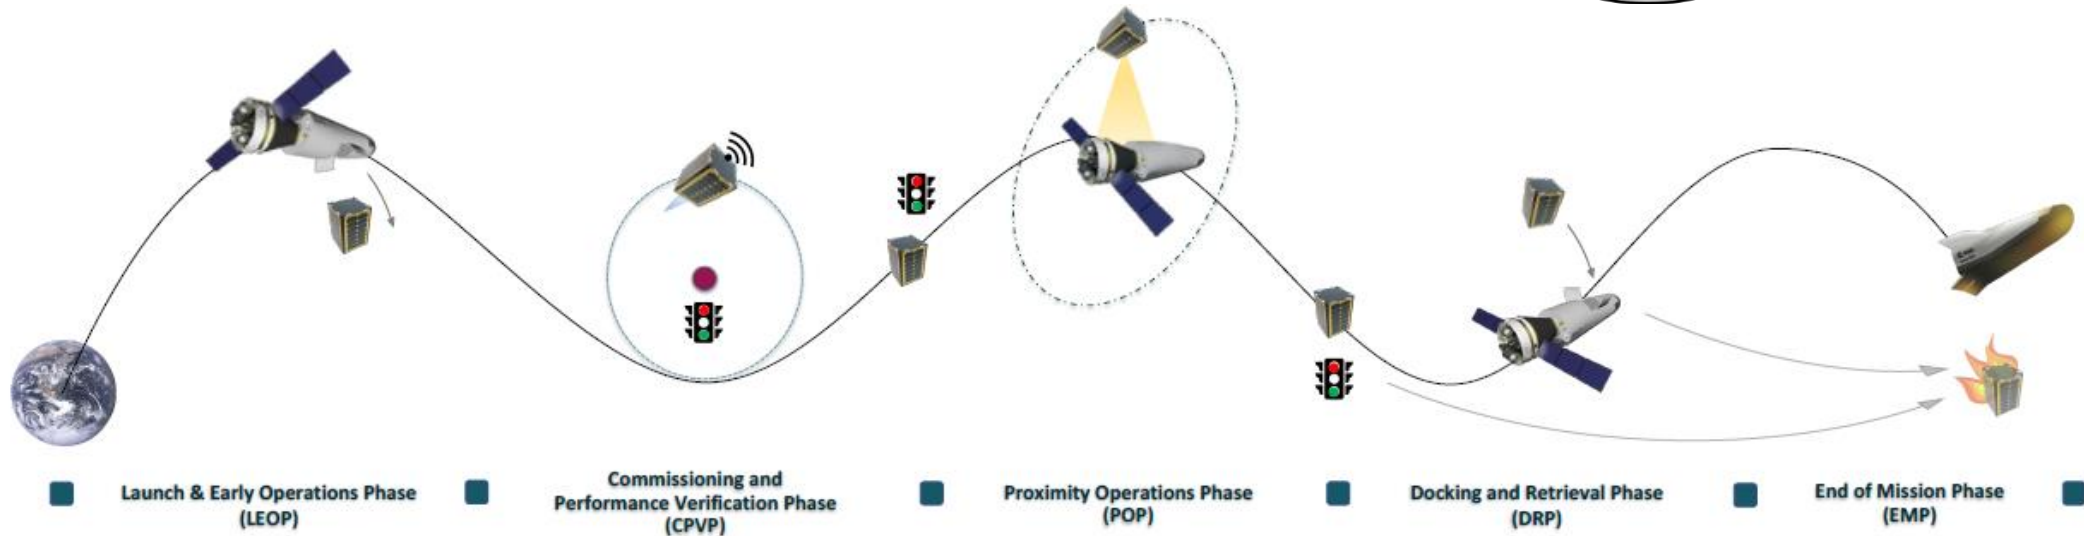 Launch & Early Operations Phase
(LEOP)
Commissioning and
Performance Verification Phase
(CPVP)
Proximity Operations Phase
(POP)
Docking and Retrieval Phase
(DRP)
End of Mission Phase
(EMP)